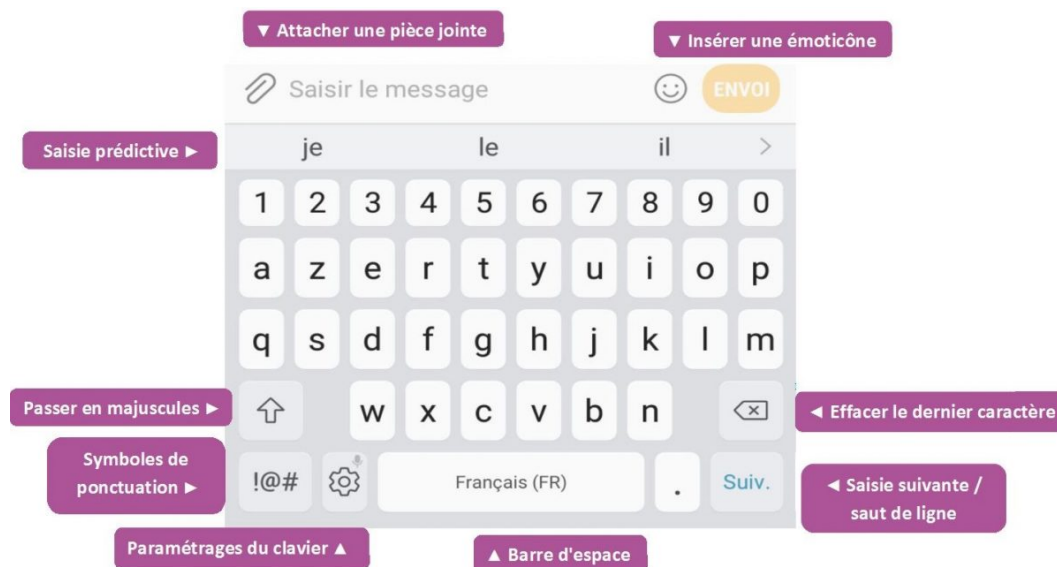 ▼ Attacher une pièce jointe
▼ Insérer une émoticône
Saisir le message
ENVOI
Saisie prédictive ►
je le il >
1 2 3 4 5 6 7 8 9 0
a z e r t y u i o p
q s d f g h j k l m
Passer en majuscules ►
w x c v b n
◄ Effacer le dernier caractère
Symboles de
ponctuation ►
!@#
Français (FR)
.
Suiv.
◄ Saisie suivante /
saut de ligne
Paramétrages du clavier ▲
▲ Barre d'espace